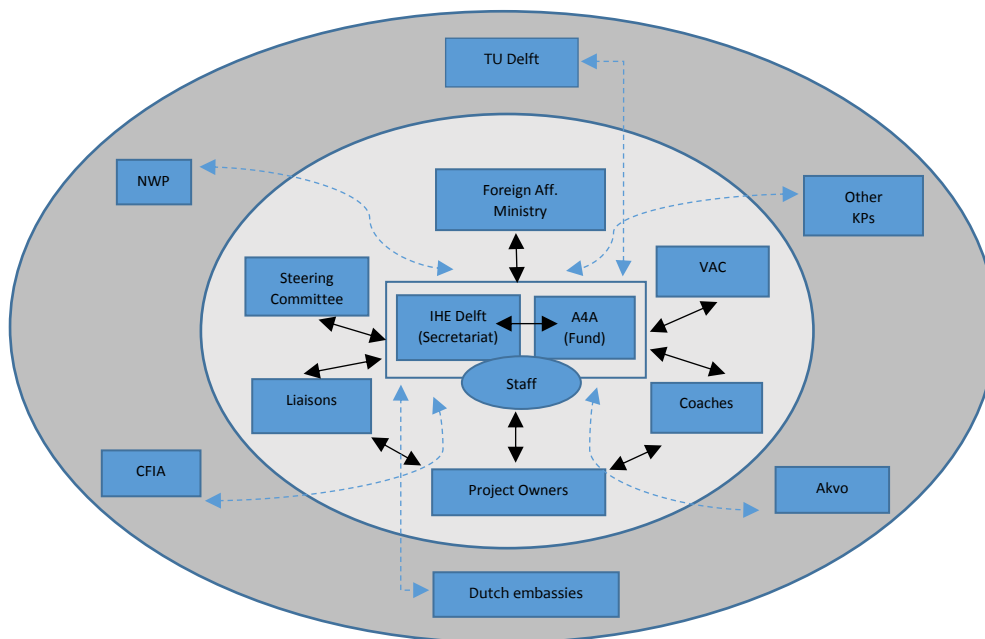 TU Delft
NWP
Foreign Aff.
Ministry
Other
KPs
Steering
Committee
VAC
IHE Delft
(Secretariat)
A4A
(Fund)
Staff
Liaisons
Coaches
CFIA
Project Owners
Akvo
Dutch embassies